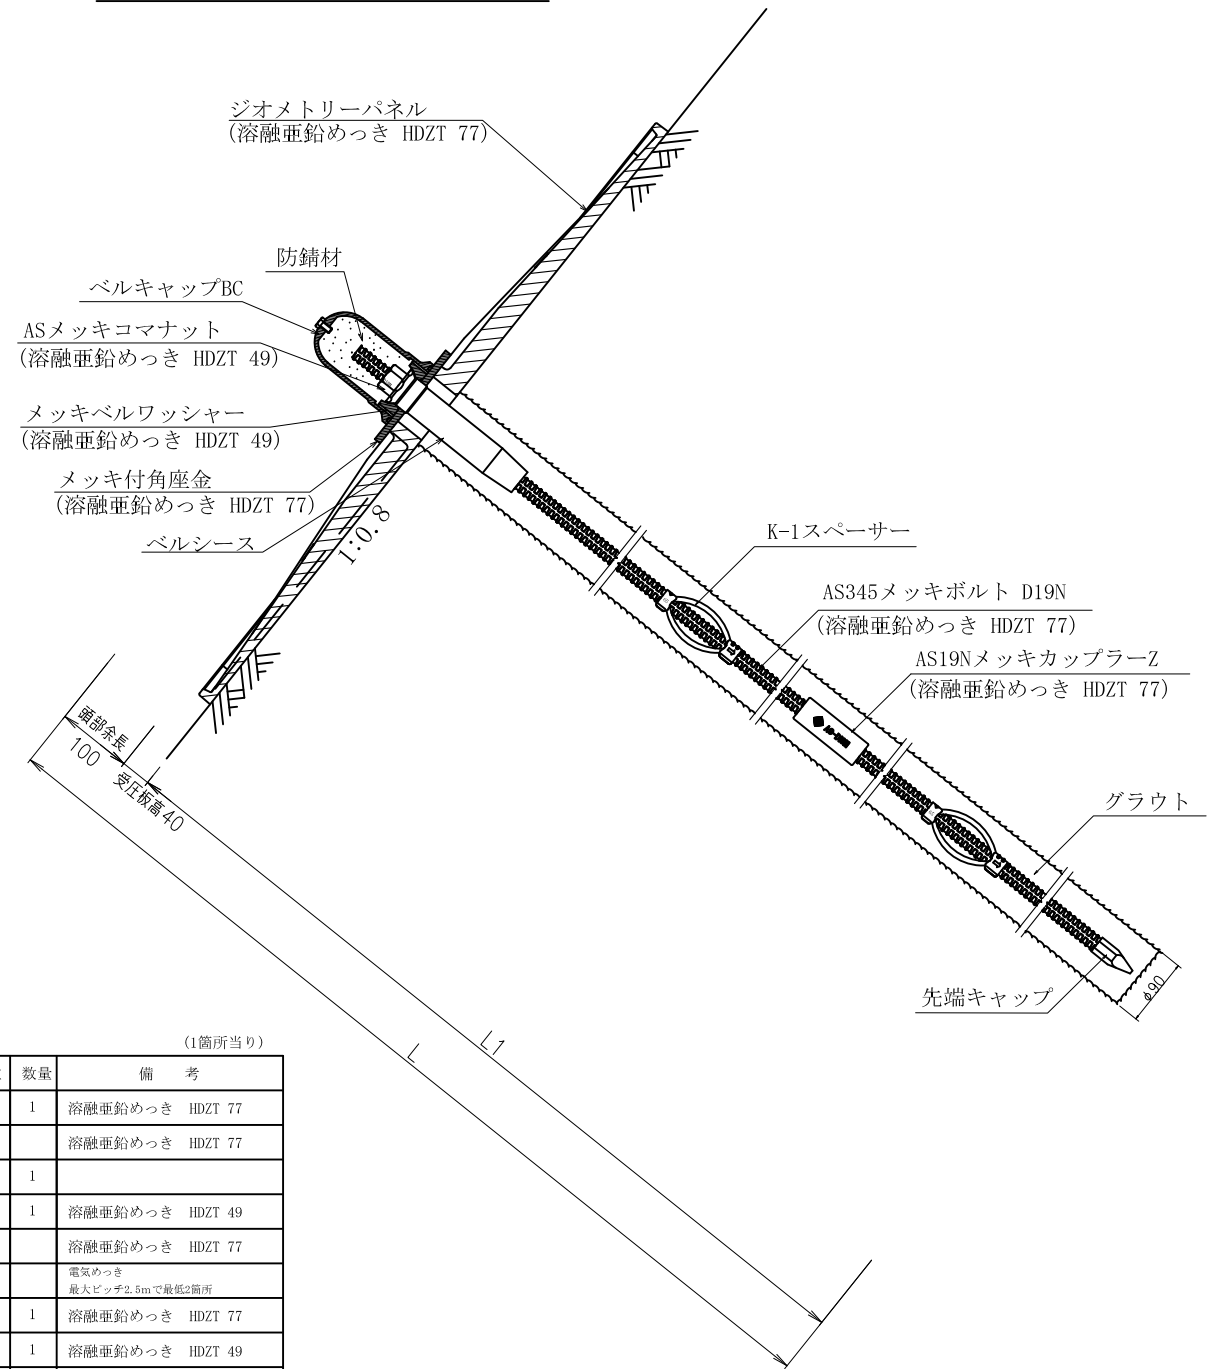 ジオメトリーパネル
(溶融亜鉛めっき HDZT 77)
防錆材
ベルキャップBC
ASメッキコマナット
(溶融亜鉛めっき HDZT 49)
メッキベルワッシャー
(溶融亜鉛めっき HDZT 49)
メッキ付角座金
(溶融亜鉛めっき HDZT 77)
ベルシース
1:0.8
K-1スペーサー
AS345メッキボルト D19N
(溶融亜鉛めっき HDZT 77)
AS19NメッキカップラーZ
(溶融亜鉛めっき HDZT 77)
グラウト
先端キャップ
φ90
頭部余長
100
受圧板高40
L1
L
(1箇所当り)
数量 備 考
1 溶融亜鉛めっき HDZT 77
溶融亜鉛めっき HDZT 77
1
1 溶融亜鉛めっき HDZT 49
溶融亜鉛めっき HDZT 77
電気めっき
最大ピッチ2.5mで最低2箇所
1 溶融亜鉛めっき HDZT 77
1 溶融亜鉛めっき HDZT 49